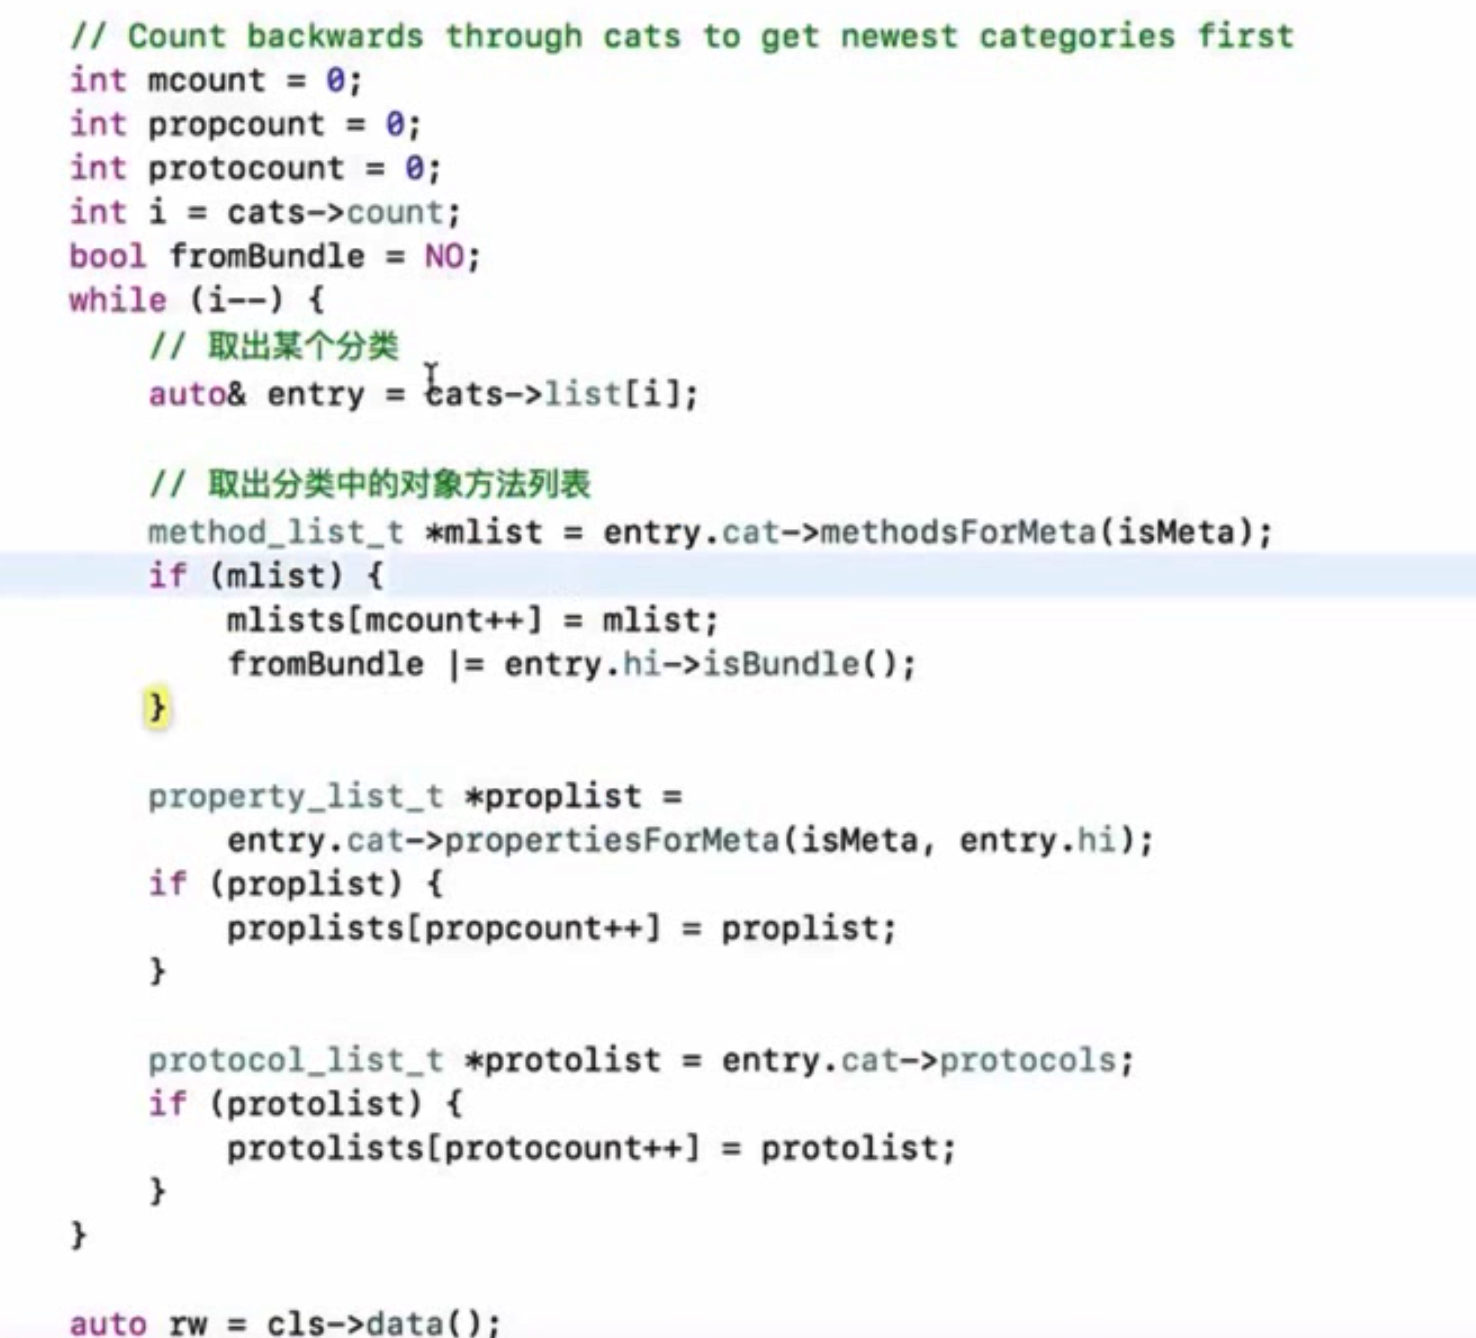 // Count backwards through cats to get newest categories first
int mcount = 0;
int propcount = 0;
int protocount = 0;
int i = cats->count;
bool fromBundle = NO;
while (i--) {
// 取出某个分类
auto& entry = cats->list[i];
// 取出分类中的对象方法列表
method_list_t *mlist = entry.cat->methodsForMeta(isMeta);
if (mlist) {
mlists[mcount++] = mlist;
fromBundle |= entry.hi->isBundle();
}
property_list_t *proplist =
entry.cat->propertiesForMeta(isMeta, entry.hi);
if (proplist) {
proplists[propcount++] = proplist;
}
protocol_list_t *protolist = entry.cat->protocols;
if (protolist) {
protolists[protocount++] = protolist;
}
}
auto rw = cls->data();